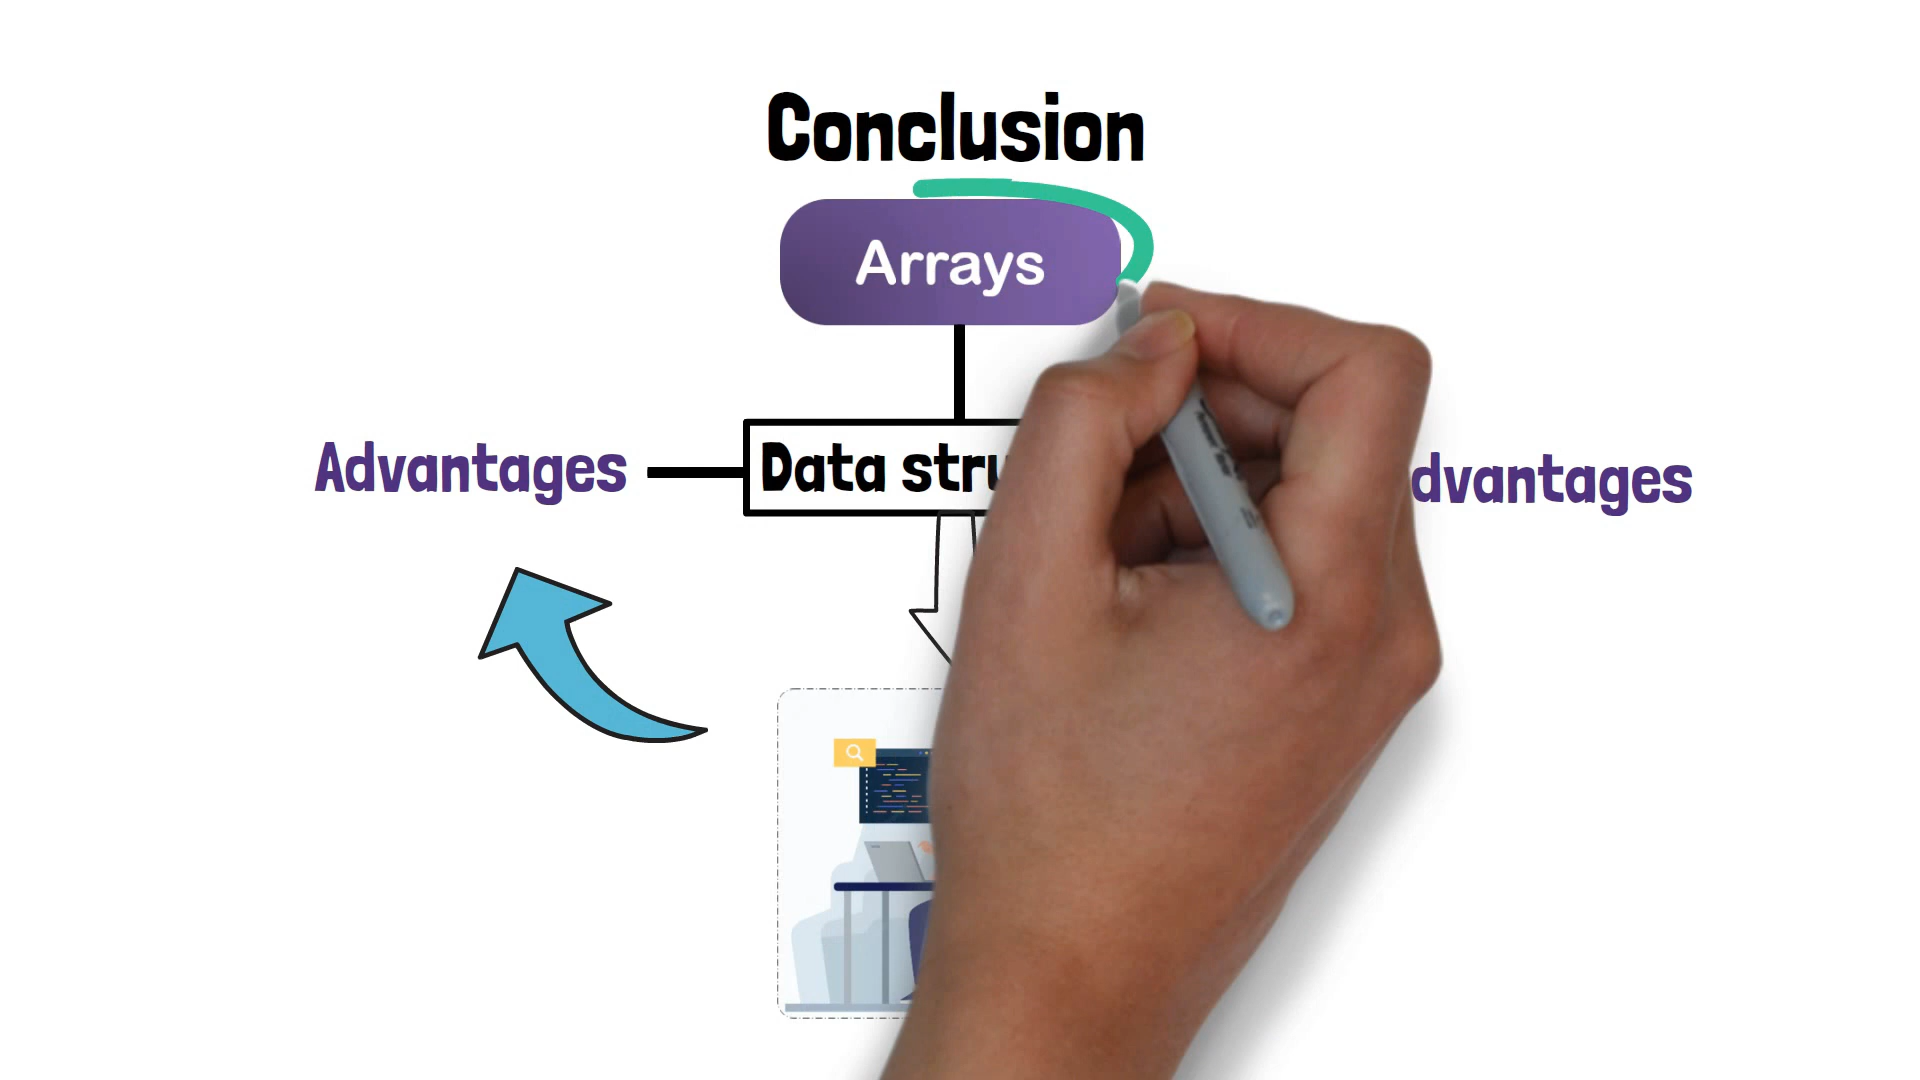 Conclusion
Arrays
Advantages
Data stru
dvantages